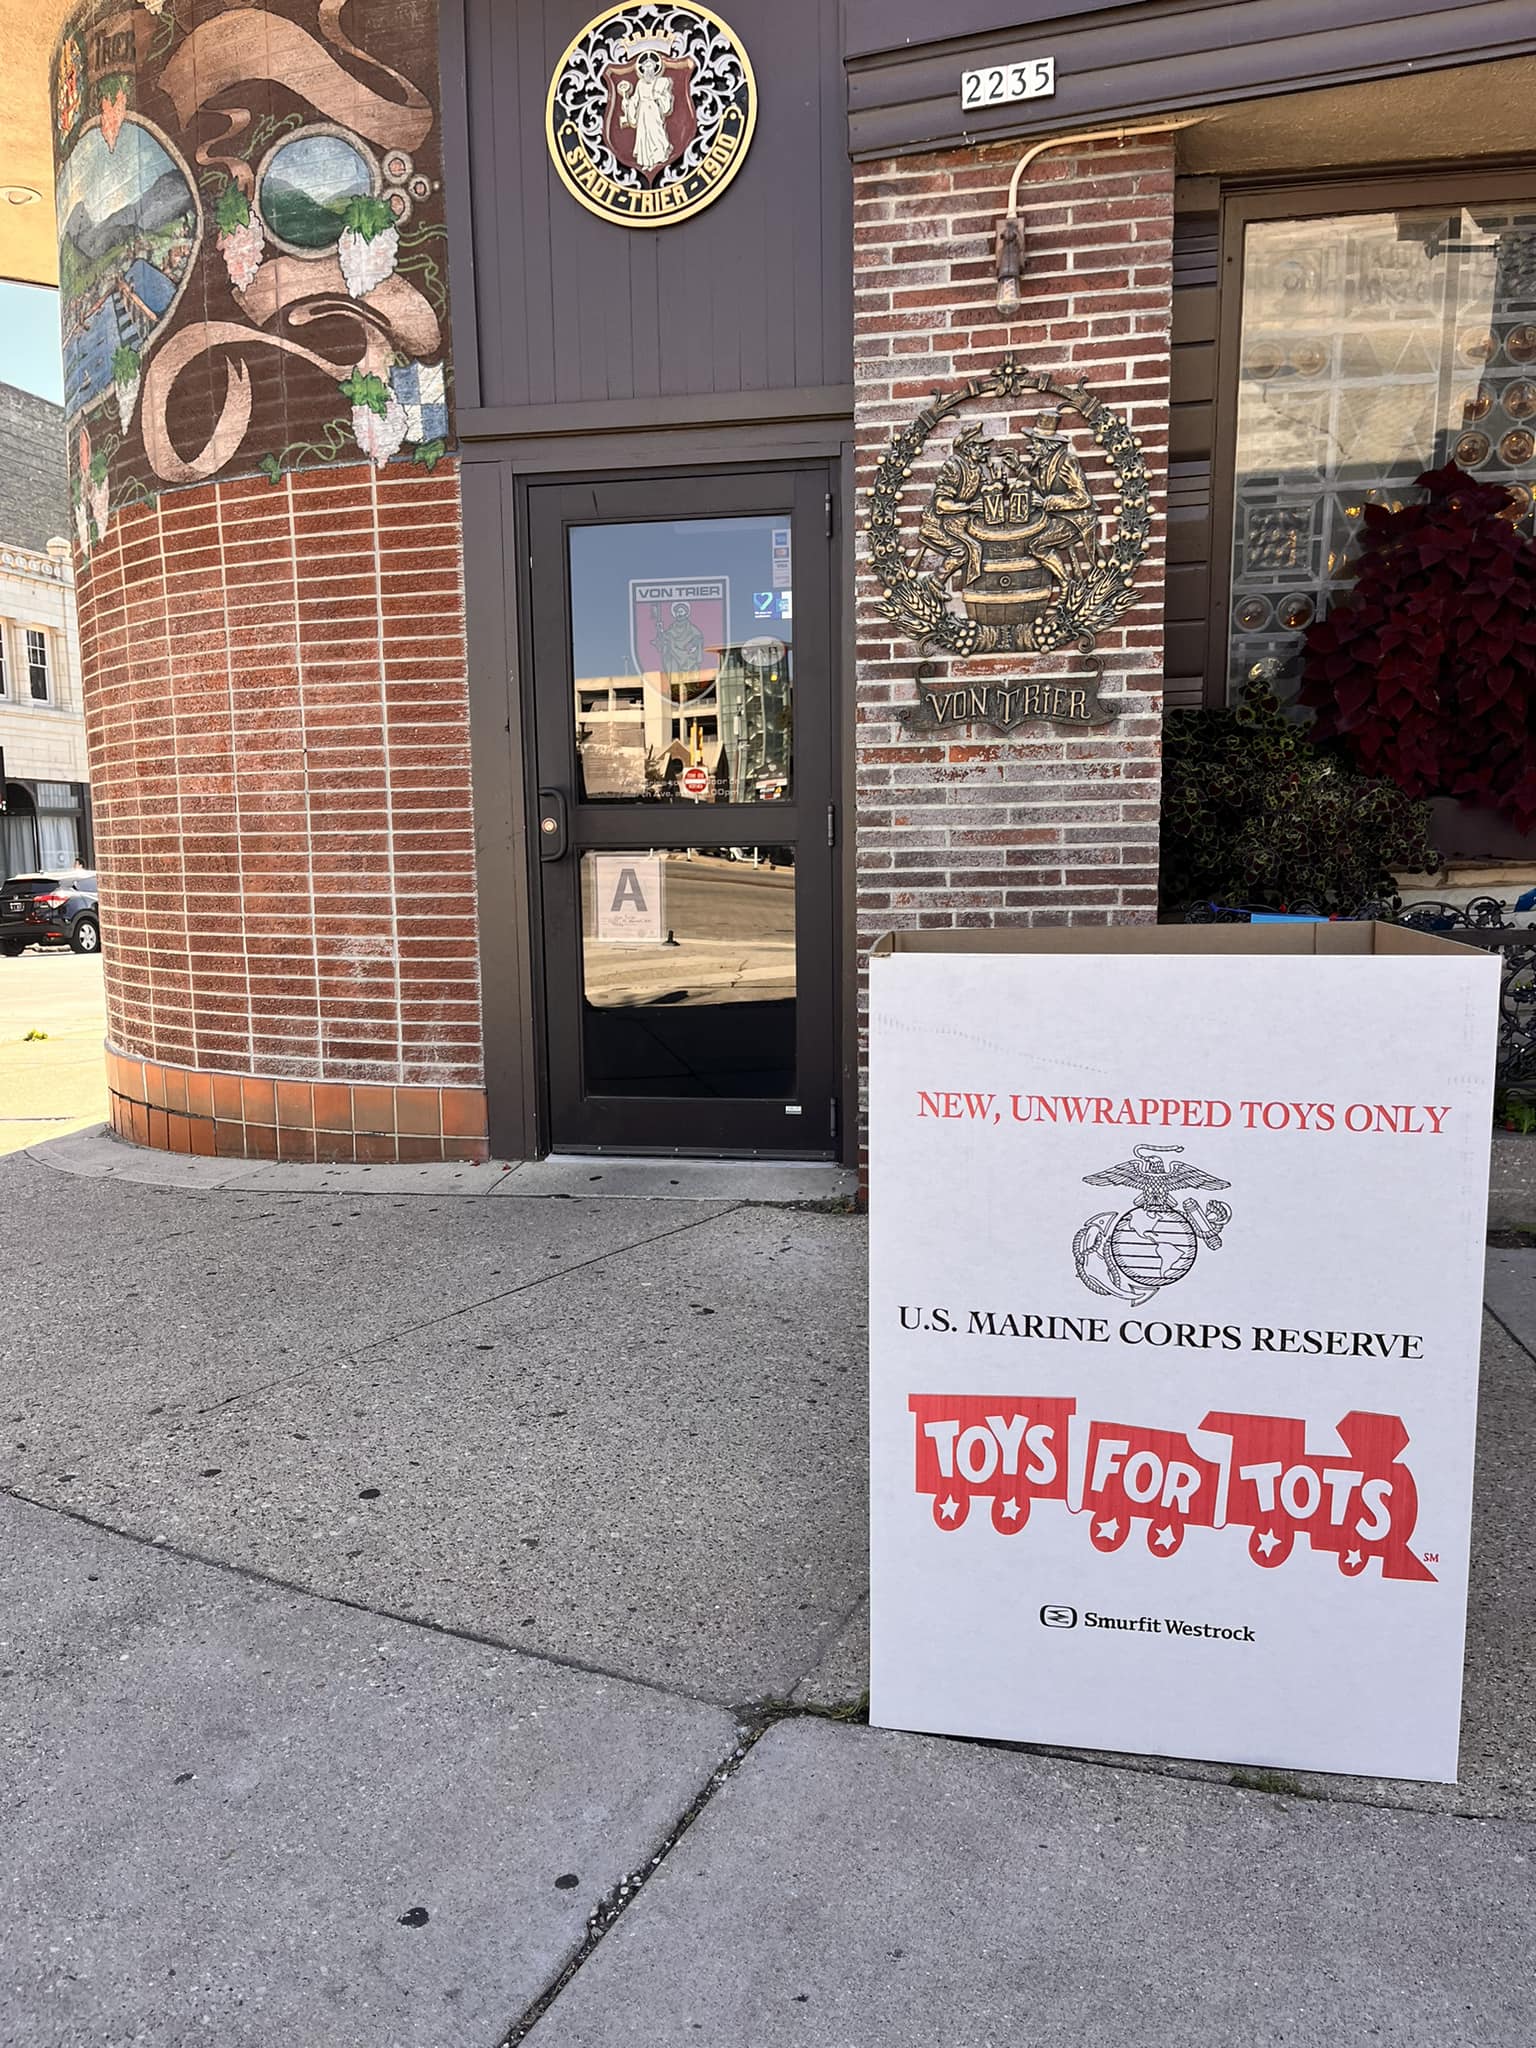 TRIER
2235
STADT-TRIER-1900
VT
VON TRIER
VON TRIER
A
NEW, UNWRAPPED TOYS ONLY
U.S. MARINE CORPS RESERVE
TOYS FOR TOTS
SM
Smurfit Westrock